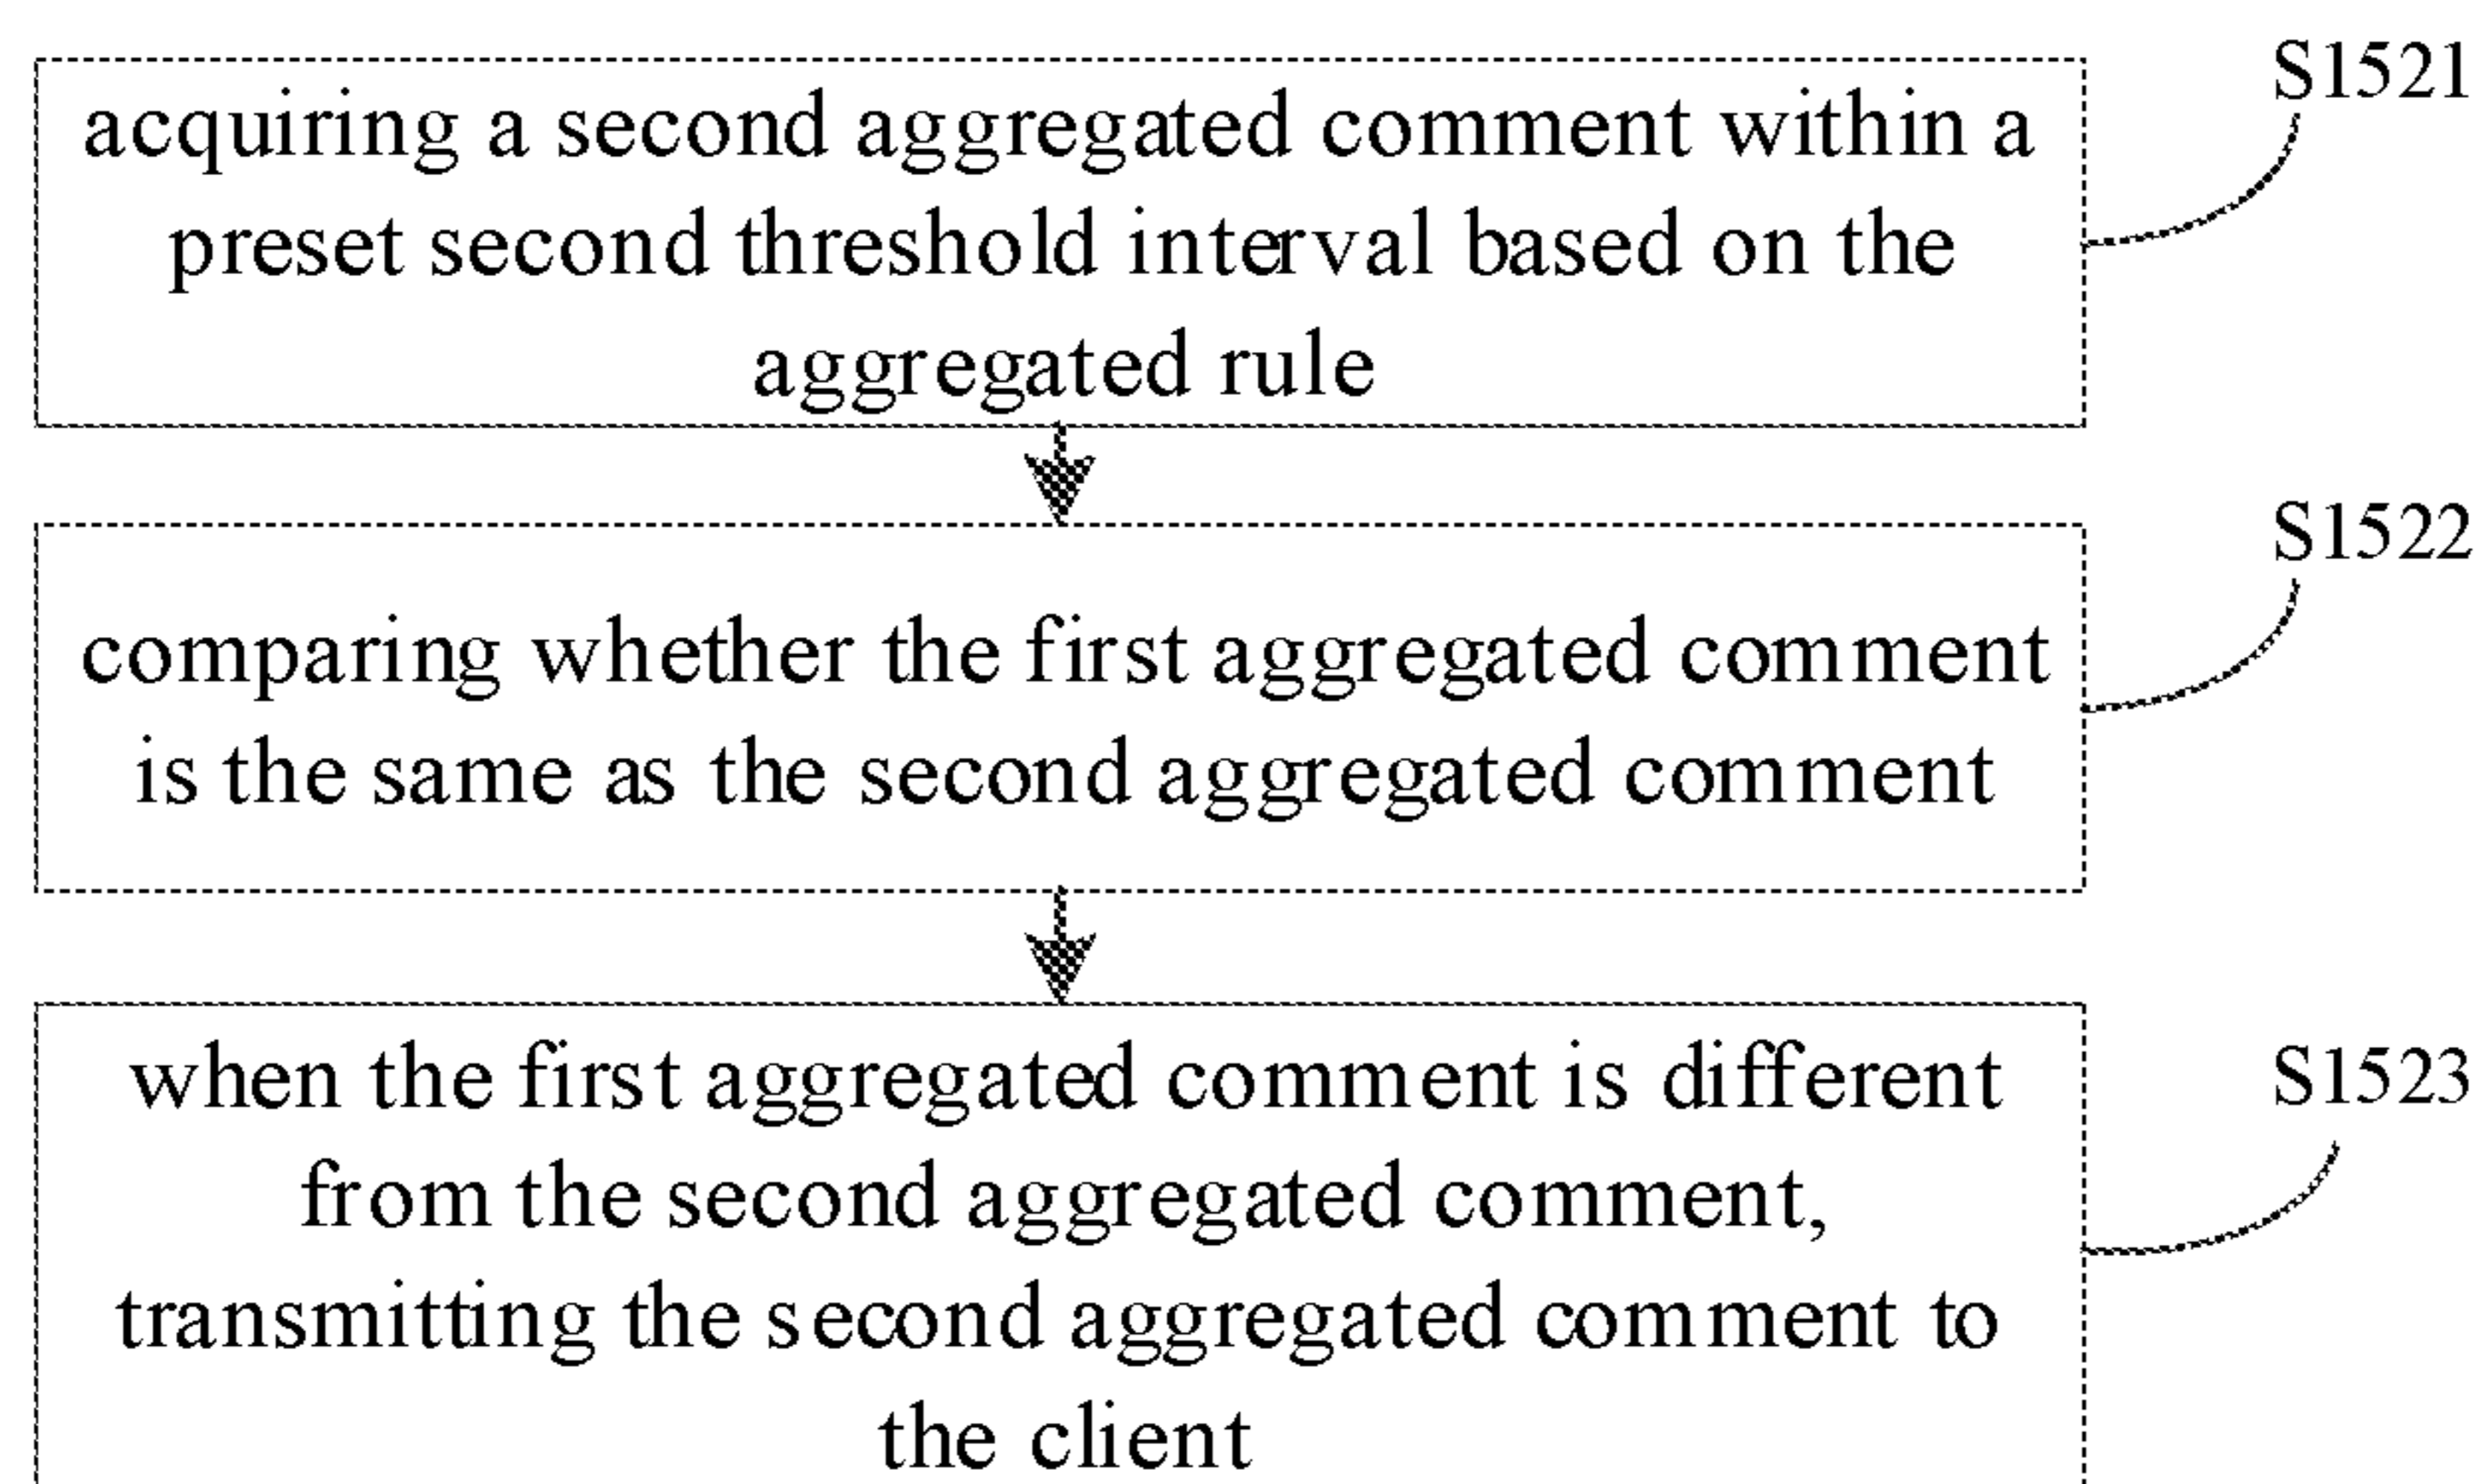 S1521
acquiring a second aggregated comment within a
preset second threshold interval based on the
aggregated rule
S1522
comparing whether the first aggregated comment
is the same as the second aggregated comment
S1523
when the first aggregated comment is different
from the second aggregated comment,
transmitting the second aggregated comment to
the client